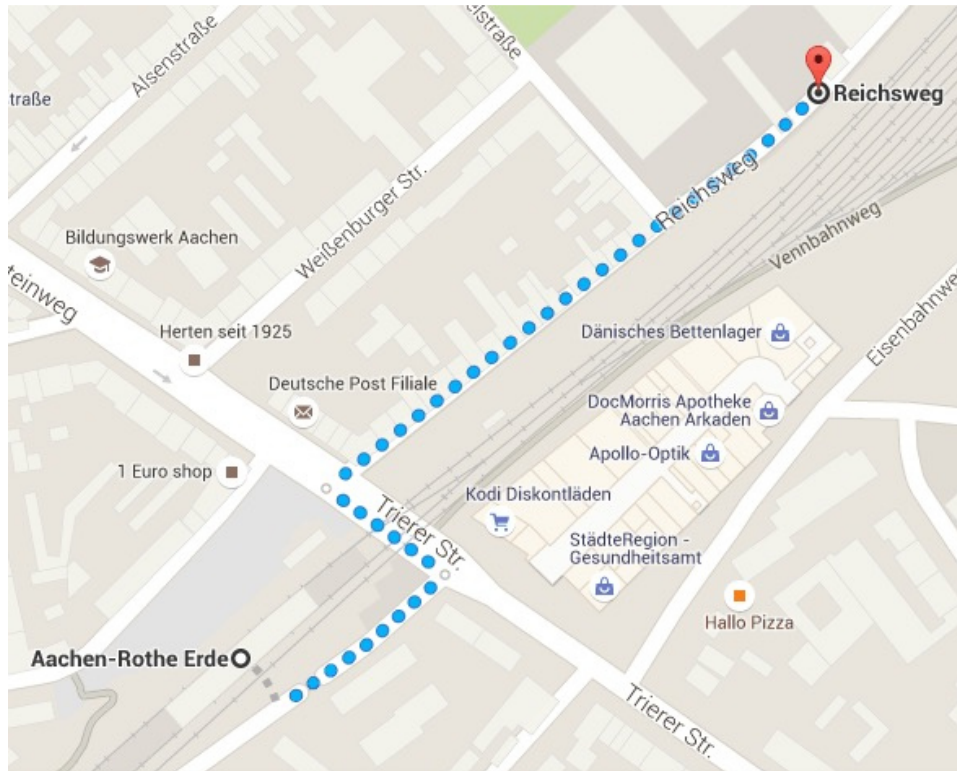 elstraße
Alsenstraße
traße
Reichsweg
Reichsweg
Weißenburger Str.
Vennbahnweg
Bildungswerk Aachen
teinweg
Eisenbahnweg
Herten seit 1925
Dänisches Bettenlager
Deutsche Post Filiale
DocMorris Apotheke
Aachen Arkaden
Apollo-Optik
1 Euro shop
Kodi Diskontläden
Trierer Str.
StädteRegion -
Gesundheitsamt
Hallo Pizza
Aachen-Rothe Erde
Trierer Str.